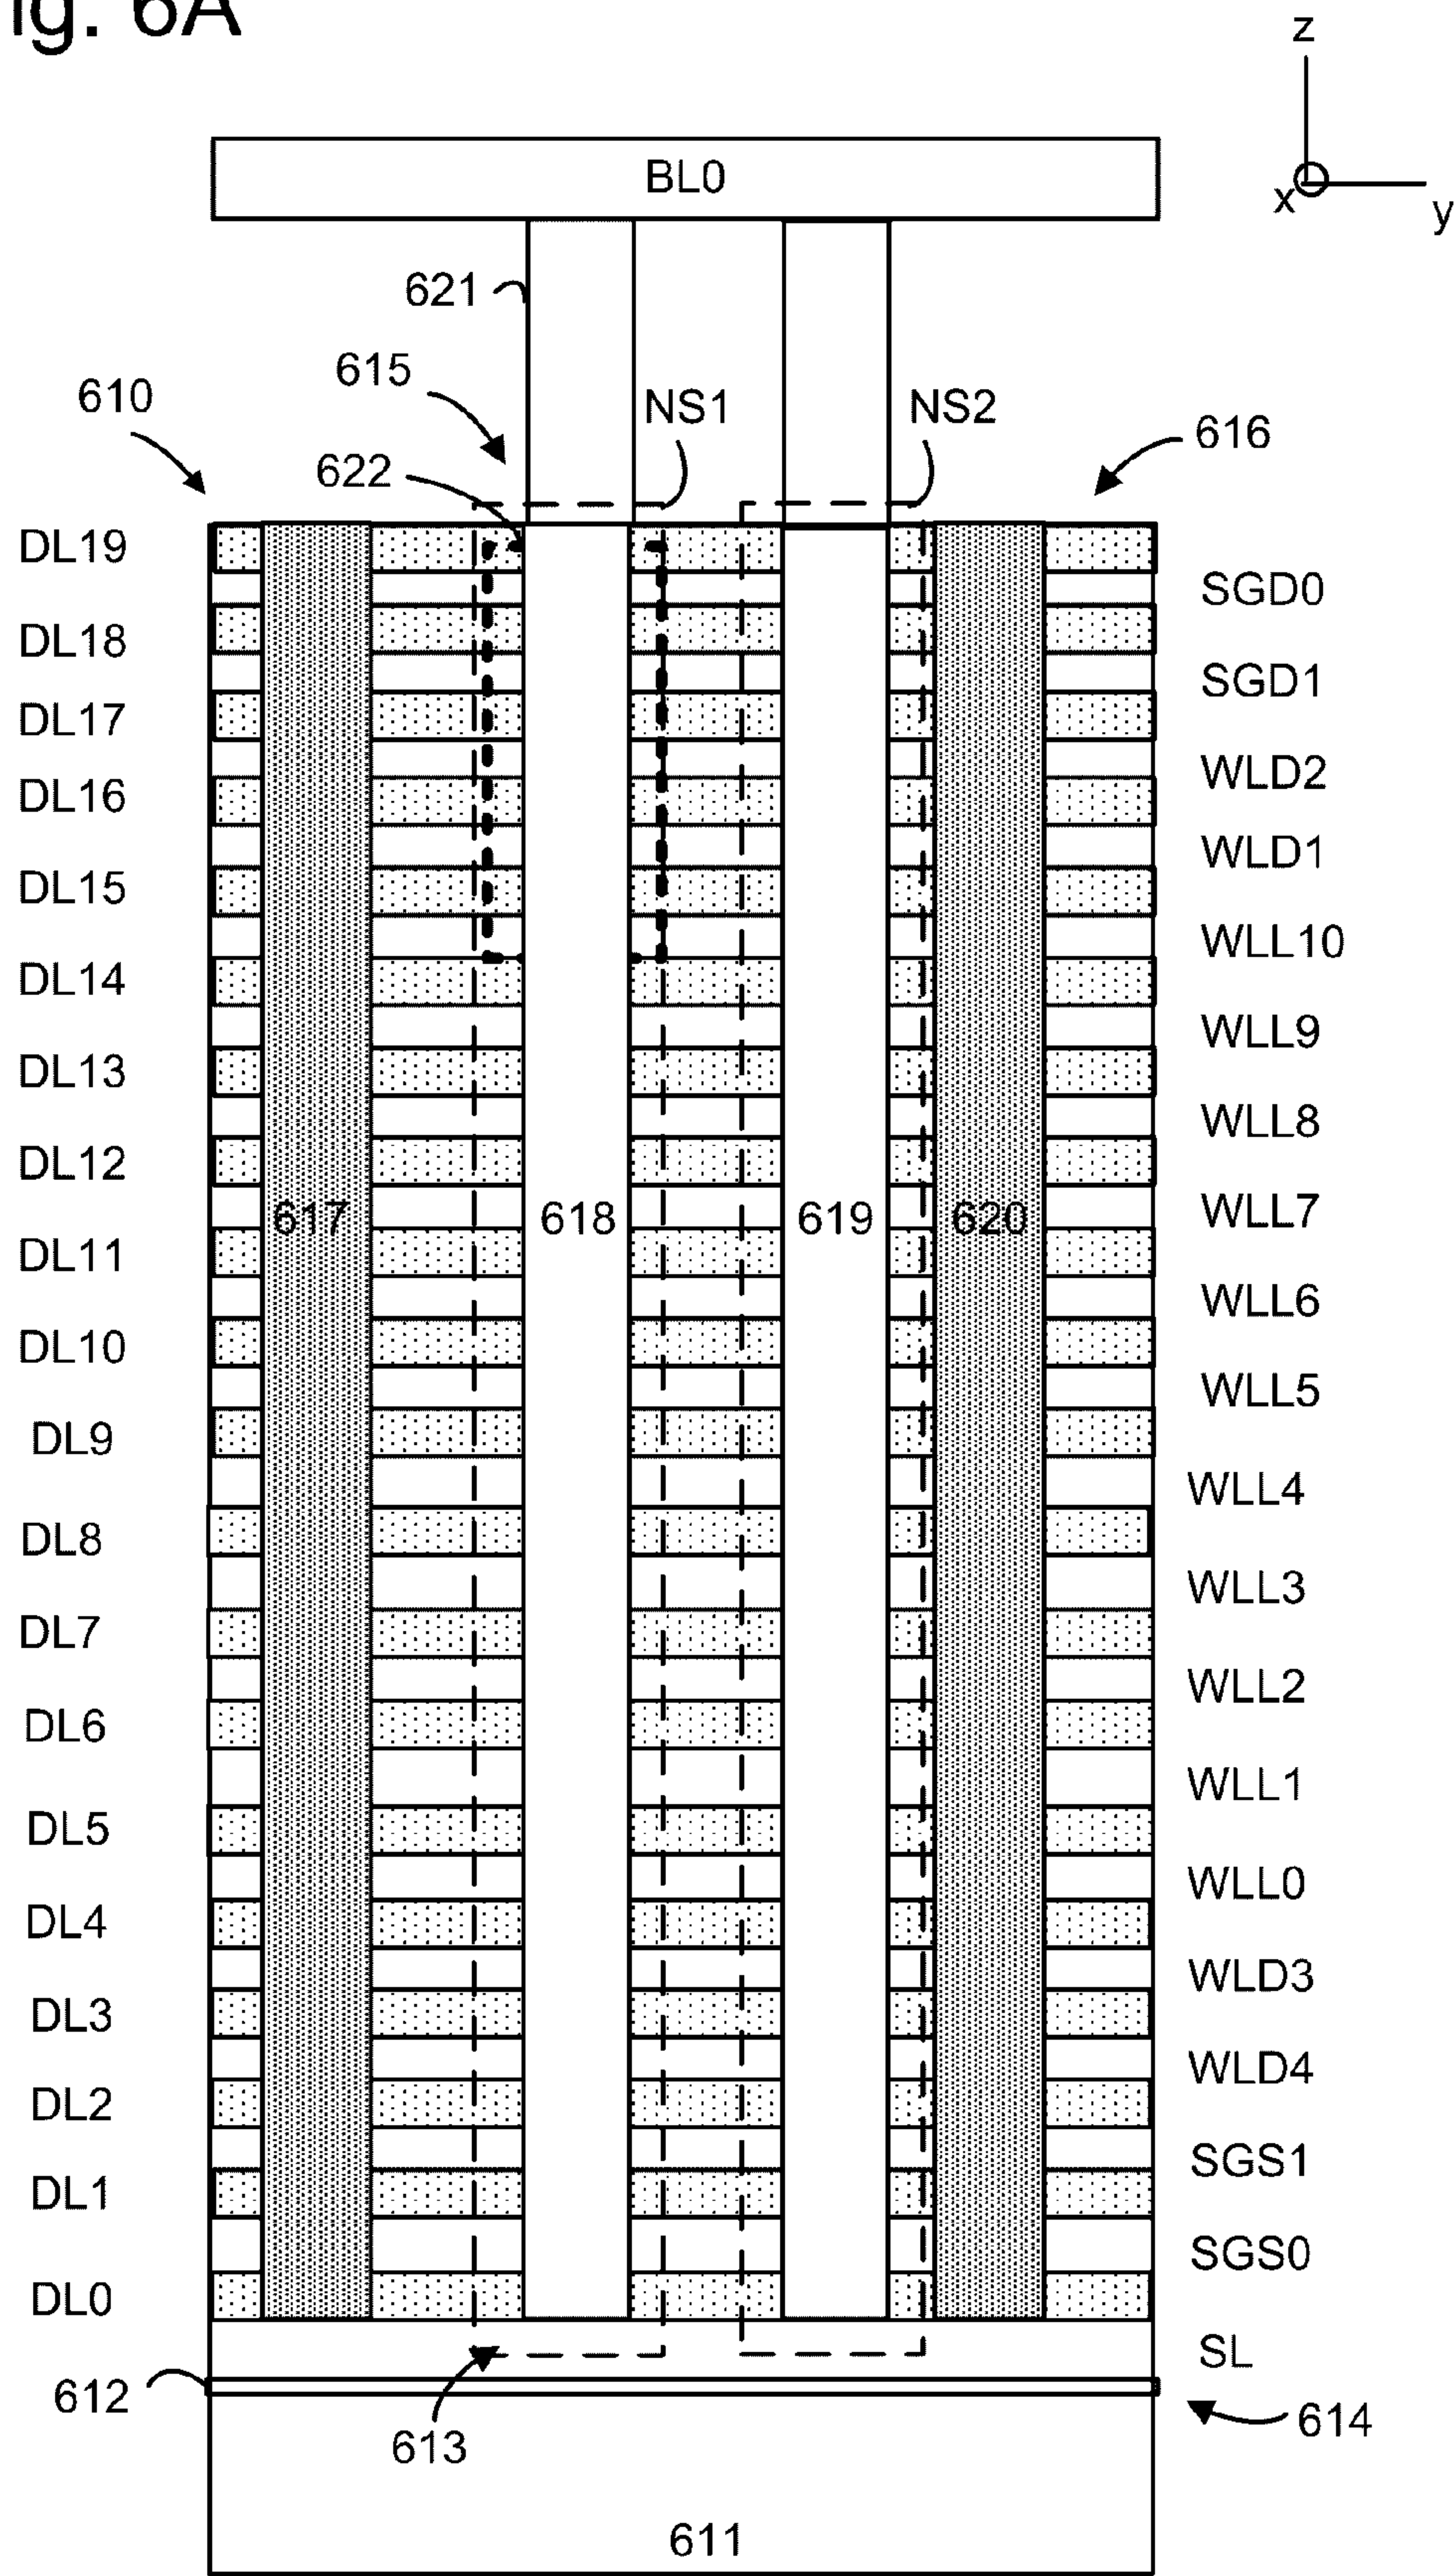 ig. 6A
z
x
y
BL0
621
615
NS1
NS2
610
616
622
DL19
SGD0
DL18
SGD1
DL17
WLD2
DL16
WLD1
DL15
WLL10
DL14
WLL9
DL13
WLL8
DL12
WLL7
617
618
619
620
DL11
WLL6
DL10
WLL5
DL9
WLL4
DL8
WLL3
DL7
WLL2
DL6
WLL1
DL5
WLL0
DL4
WLD3
DL3
WLD4
DL2
SGS1
DL1
SGS0
DL0
SL
612
614
613
611